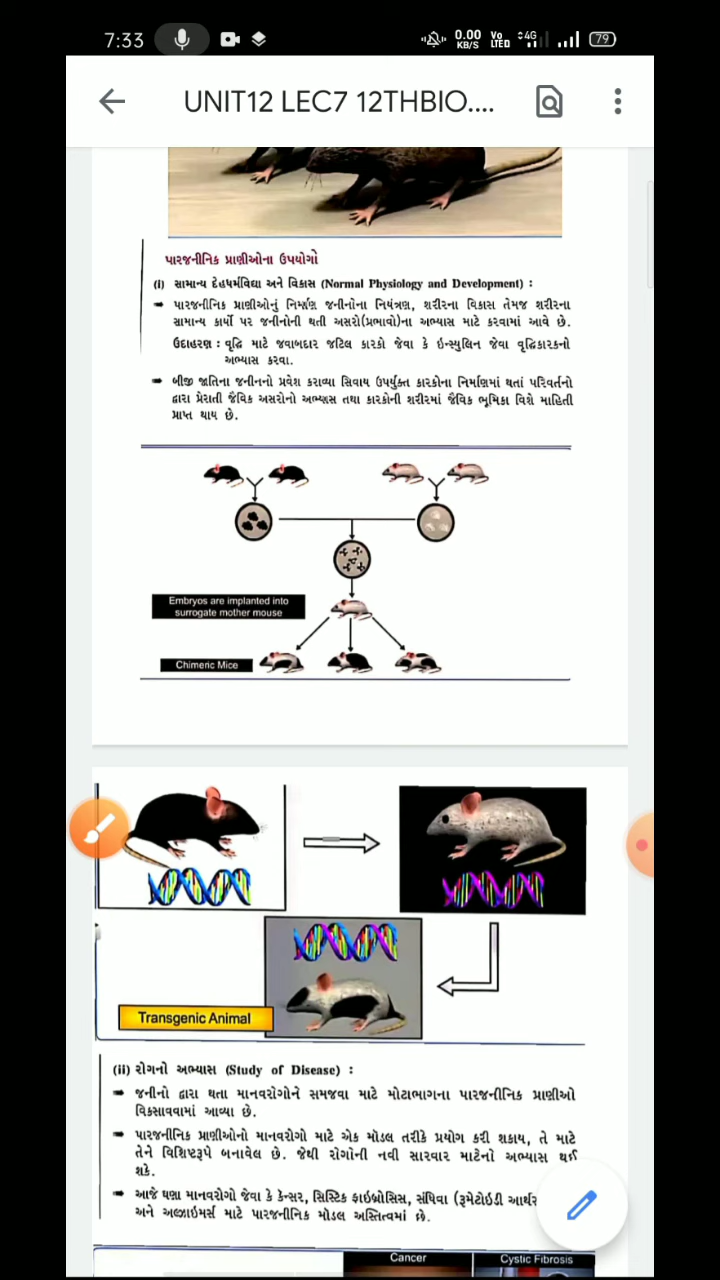 7:33
0.00 KB/S Vo LTED 4G 79
UNIT12 LEC7 12THBIO....
પારજનીનિક પ્રાણીઓના ઉપયોગો
(i) સામાન્ય દેહધર્મવિદ્યા અને વિકાસ (Normal Physiology and Development) :
➡ પારજનીનિક પ્રાણીઓનું નિર્માણ જનીનોના નિયંત્રણ, શરીરના વિકાસ તેમજ શરીરના
સામાન્ય કાર્યો પર જનીનોની થતી અસરો(પ્રભાવો)ના અભ્યાસ માટે કરવામાં આવે છે.
ઉદાહરણ : વૃદ્ધિ માટે જવાબદાર જટિલ કારકો જેવા કે ઇન્સ્યુલિન જેવા વૃદ્ધિકારકનો
અભ્યાસ કરવા.
➡ બીજી જાતિના જનીનનો પ્રવેશ કરાવ્યા સિવાય ઉપર્યુક્ત કારકોના નિર્માણમાં થતાં પરિવર્તનો
દ્વારા પ્રેરાતી જૈવિક અસરોનો અભ્યાસ તથા કારકોની શરીરમાં જૈવિક ભૂમિકા વિશે માહિતી
પ્રાપ્ત થાય છે.
Embryos are implanted into
surrogate mother mouse
Chimeric Mice
Transgenic Animal
(ii) રોગનો અભ્યાસ (Study of Disease) :
➡ જનીનો દ્વારા થતા માનવરોગોને સમજવા માટે મોટાભાગના પારજનીનિક પ્રાણીઓ
વિકસાવવામાં આવ્યા છે.
➡ પારજનીનિક પ્રાણીઓનો માનવરોગો માટે એક મૉડલ તરીકે પ્રયોગ કરી શકાય, તે માટે
તેને વિશિષ્ટરૂપે બનાવેલ છે. જેથી રોગોની નવી સારવાર માટેનો અભ્યાસ થઈ
શકે.
➡ આજે ઘણા માનવરોગો જેવા કે કેન્સર, સિસ્ટિક ફાઇબ્રોસિસ, સંધિવા (રૂમેટોઇડી આર્થર
અને અલ્ઝાઇમર્સ માટે પારજનીનિક મૉડલ અસ્તિત્વમાં છે.
Cancer
Cystic Fibrosis